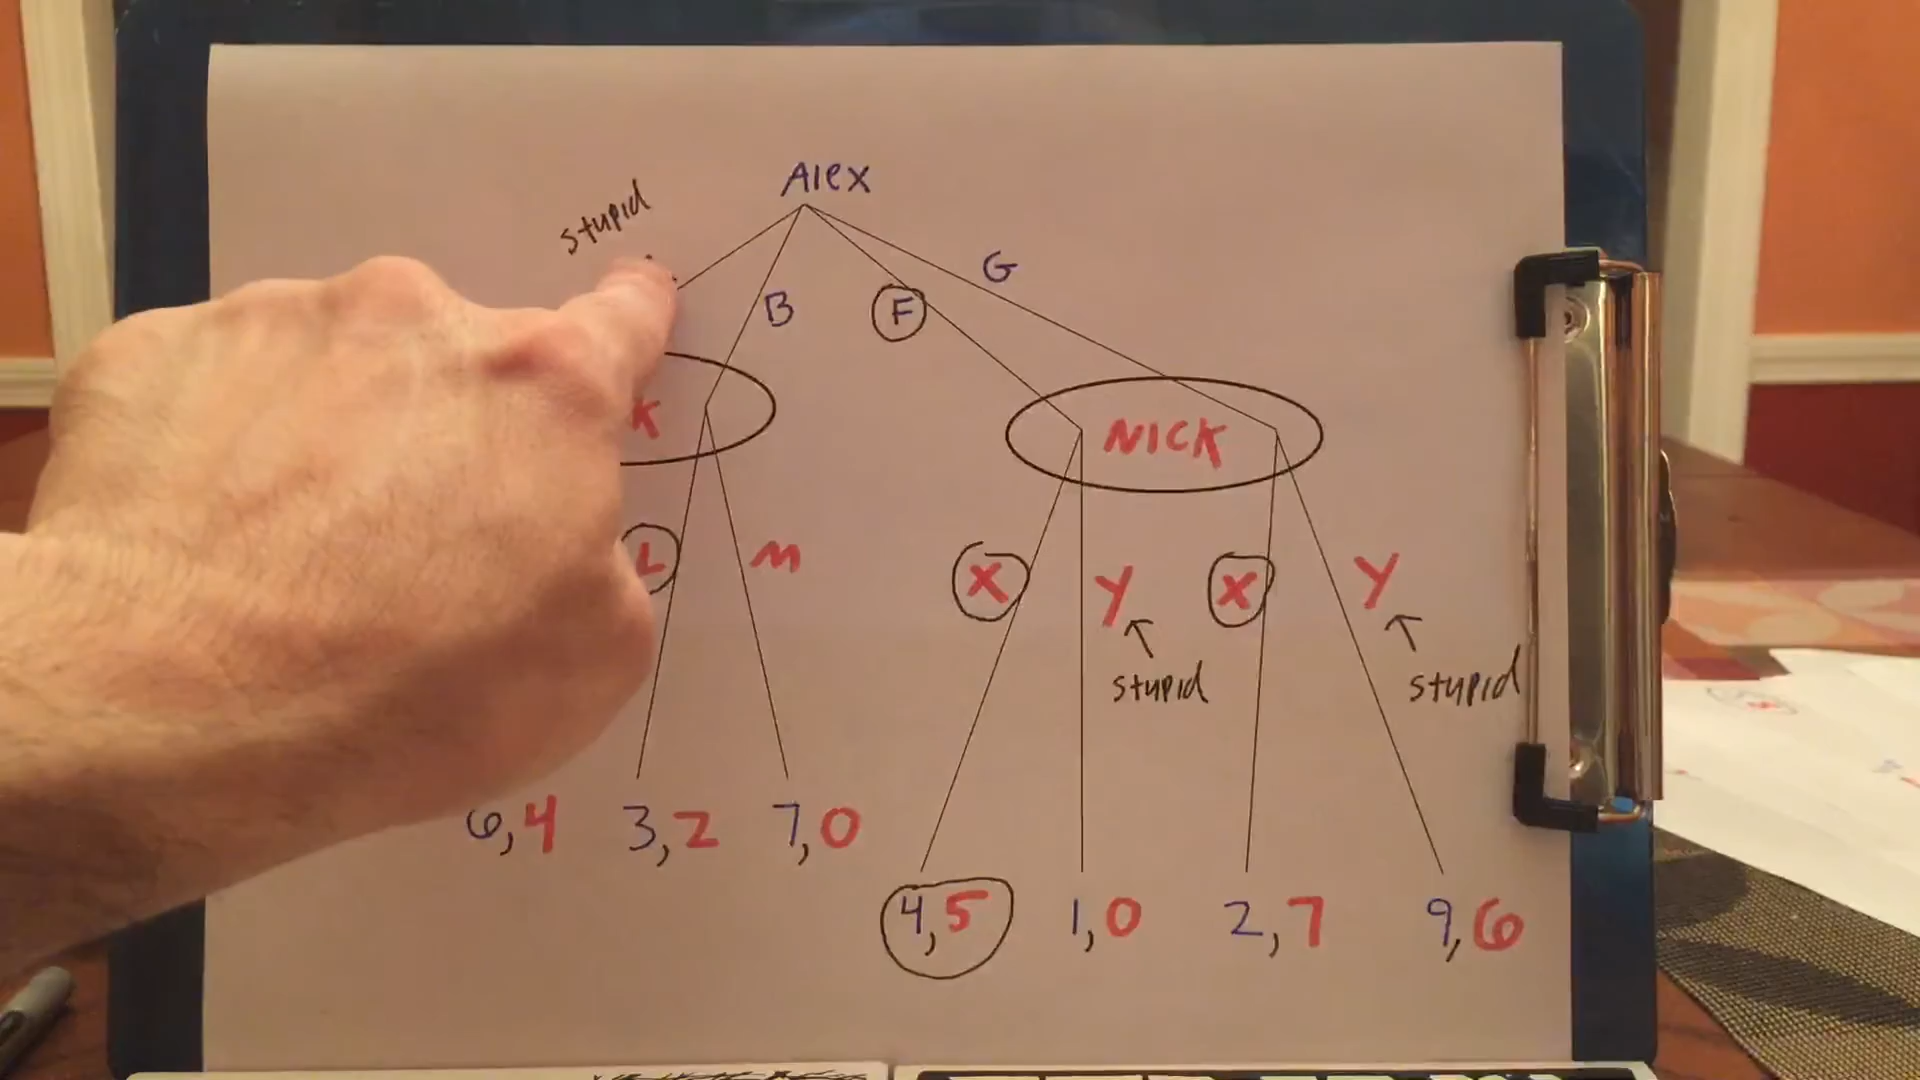 Alex
stupid
G
B
F
K
NICK
L
M
X
Y
X
Y
stupid
stupid
6,4
3,2
7,0
4,5
1,0
2,7
9,6